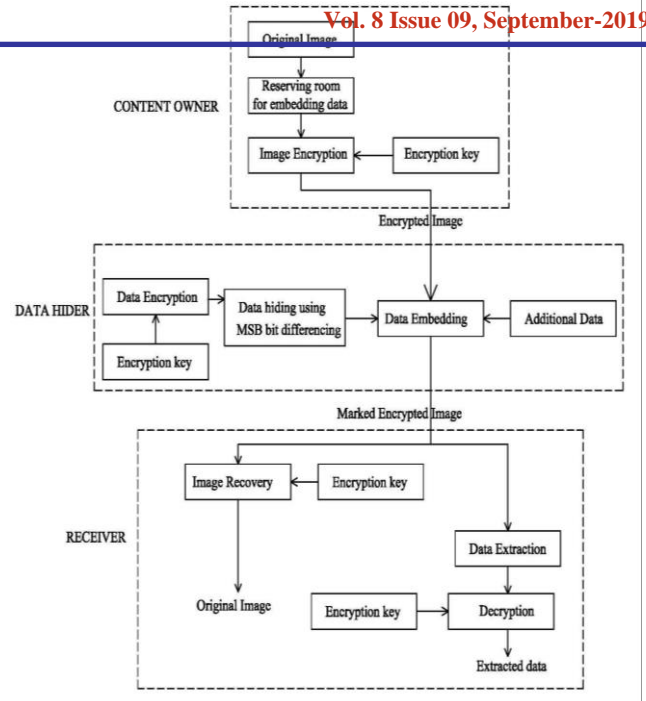 Vol. 8 Issue 09, September-2019
Original Image
Reserving room
for embedding data
CONTENT OWNER
Image Encryption
Encryption key
Encrypted Image
Data Encryption
Data hiding using
MSB bit differencing
DATA HIDER
Data Embedding
Additional Data
Encryption key
Marked Encrypted Image
Image Recovery
Encryption key
RECEIVER
Data Extraction
Original Image
Encryption key
Decryption
Extracted data